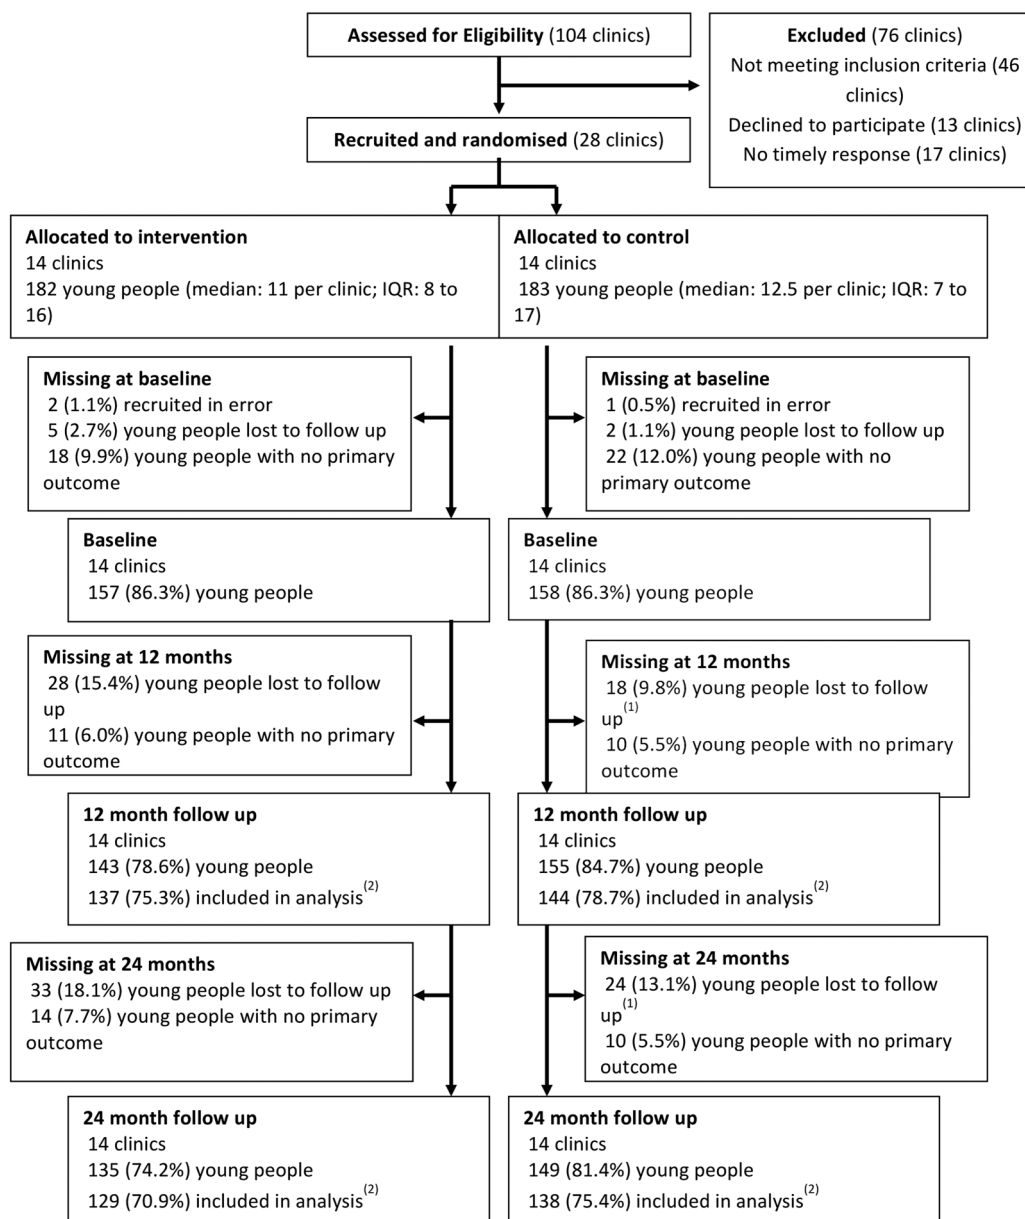 Assessed for Eligibility (104 clinics)
Excluded (76 clinics)
Not meeting inclusion criteria (46
clinics)
Declined to participate (13 clinics)
No timely response (17 clinics)
Recruited and randomised (28 clinics)
Allocated to intervention
14 clinics
182 young people (median: 11 per clinic; IQR: 8 to
16)
Allocated to control
14 clinics
183 young people (median: 12.5 per clinic; IQR: 7 to
17)
Missing at baseline
2 (1.1%) recruited in error
5 (2.7%) young people lost to follow up
18 (9.9%) young people with no primary
outcome
Missing at baseline
1 (0.5%) recruited in error
2 (1.1%) young people lost to follow up
22 (12.0%) young people with no
primary outcome
Baseline
14 clinics
157 (86.3%) young people
Baseline
14 clinics
158 (86.3%) young people
Missing at 12 months
28 (15.4%) young people lost to follow
up
11 (6.0%) young people with no primary
outcome
Missing at 12 months
18 (9.8%) young people lost to follow
up(1)
10 (5.5%) young people with no primary
outcome
12 month follow up
14 clinics
143 (78.6%) young people
137 (75.3%) included in analysis(2)
12 month follow up
14 clinics
155 (84.7%) young people
144 (78.7%) included in analysis(2)
Missing at 24 months
33 (18.1%) young people lost to follow up
14 (7.7%) young people with no primary
outcome
Missing at 24 months
24 (13.1%) young people lost to follow
up(1)
10 (5.5%) young people with no primary
outcome
24 month follow up
14 clinics
135 (74.2%) young people
129 (70.9%) included in analysis(2)
24 month follow up
14 clinics
149 (81.4%) young people
138 (75.4%) included in analysis(2)